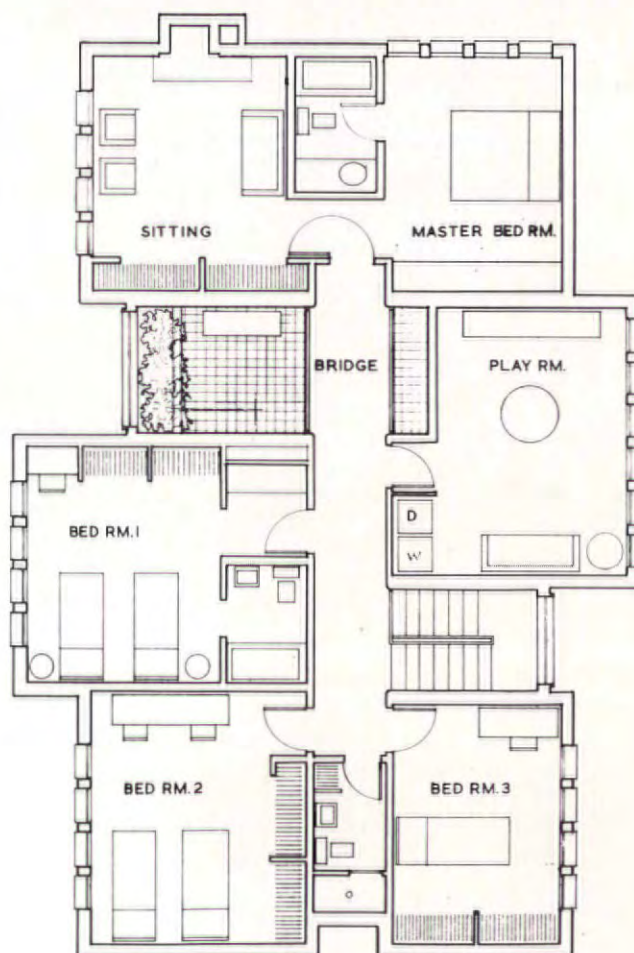 SITTING
MASTER BED RM.
BRIDGE
PLAY RM.
BED RM.1
D
W
BED RM.2
BED RM.3